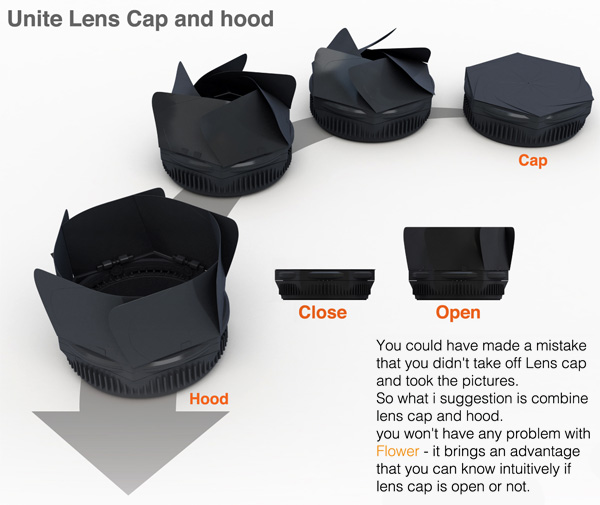 Unite Lens Cap and hood
Cap
Close
Open
Hood
You could have made a mistake
that you didn't take off Lens cap
and took the pictures.
So what i suggestion is combine
lens cap and hood.
you won't have any problem with
Flower - it brings an advantage
that you can know intuitively if
lens cap is open or not.